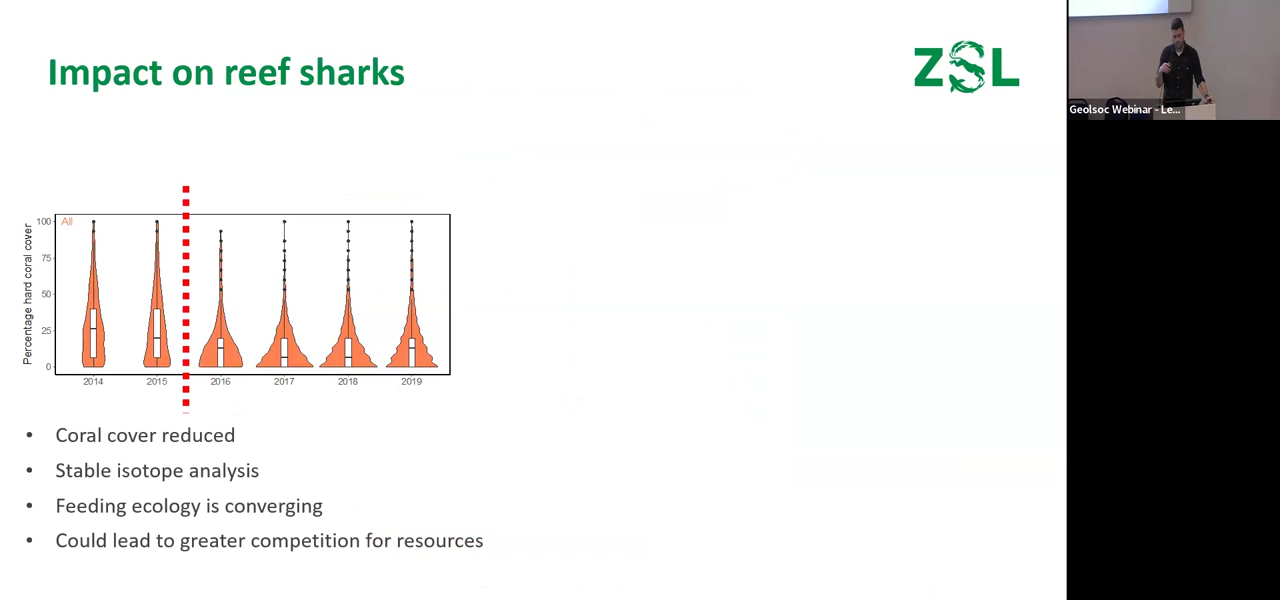 Impact on reef sharks
ZSL
Geolsoc Webinar - Le...
Percentage hard coral cover
All
100
75
50
25
0
2014 2015 2016 2017 2018 2019
• Coral cover reduced
• Stable isotope analysis
• Feeding ecology is converging
• Could lead to greater competition for resources